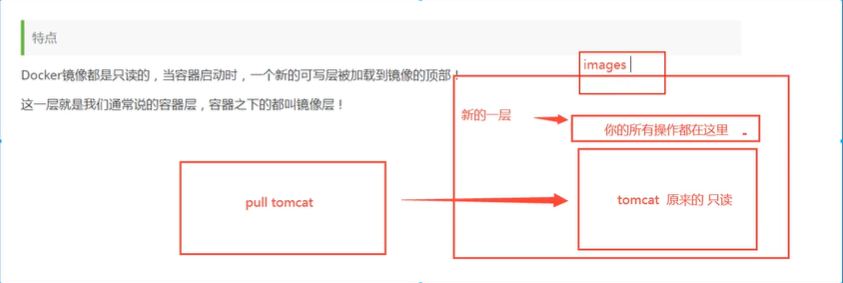 特点
Docker镜像都是只读的，当容器启动时，一个新的可写层被加载到镜像的顶部！
这一层就是我们通常说的容器层，容器之下的都叫镜像层！
images
新的一层
你的所有操作都在这里
pull tomcat
tomcat 原来的 只读